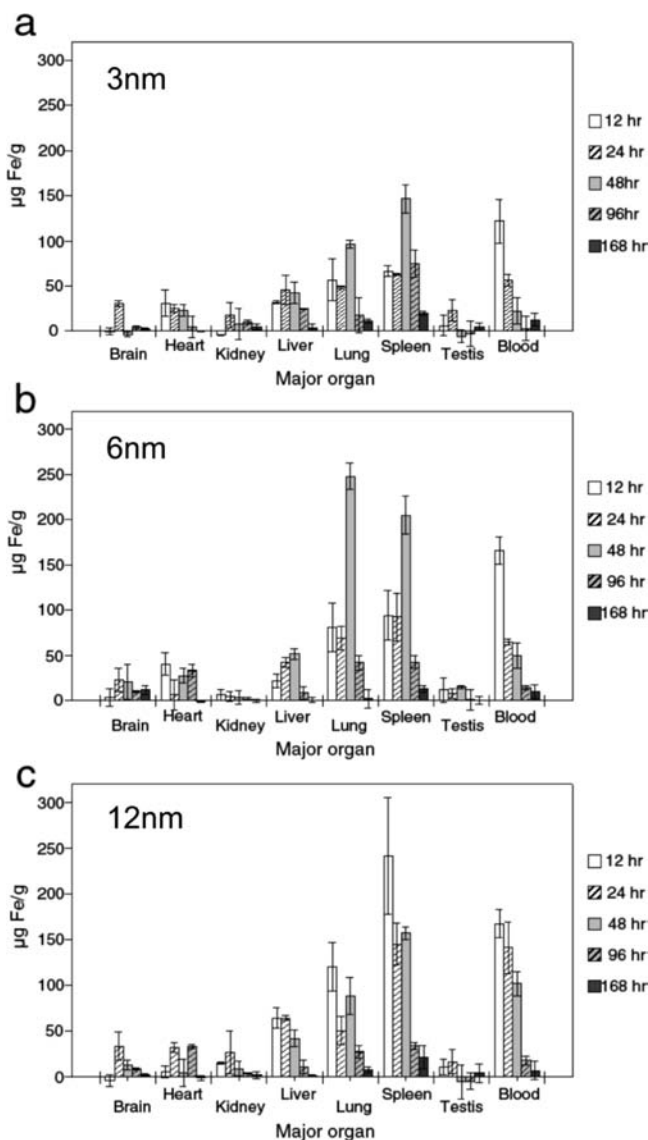 a
3nm
µg Fe/g
300
250
200
150
100
50
0
Brain
Heart
Kidney
Liver
Lung
Spleen
Testis
Blood
Major organ
12 hr
24 hr
48hr
96hr
168 hr
b
6nm
µg Fe/g
300
250
200
150
100
50
0
Brain
Heart
Kidney
Liver
Lung
Spleen
Testis
Blood
Major organ
12 hr
24 hr
48 hr
96 hr
168 hr
c
12nm
µg Fe/g
300
250
200
150
100
50
0
Brain
Heart
Kidney
Liver
Lung
Spleen
Testis
Blood
Major organ
12 hr
24 hr
48 hr
96 hr
168 hr